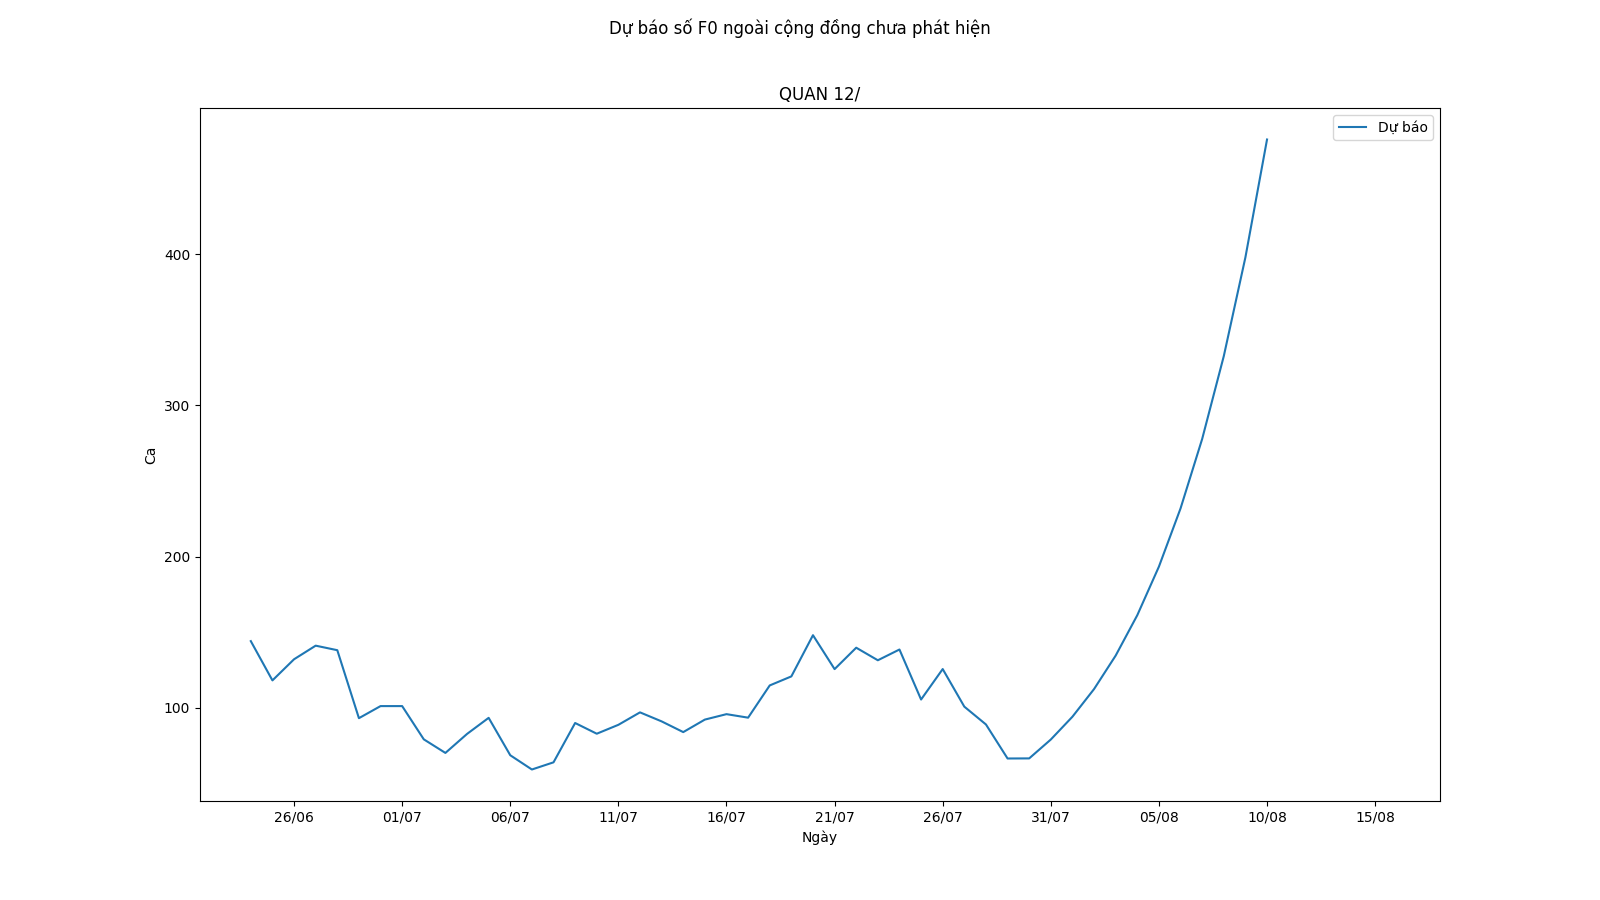 Dự báo số F0 ngoài cộng đồng chưa phát hiện
QUAN 12/
Dự báo
400
300
200
100
Ca
26/06 01/07 06/07 11/07 16/07 21/07 26/07 31/07 05/08 10/08 15/08
Ngày